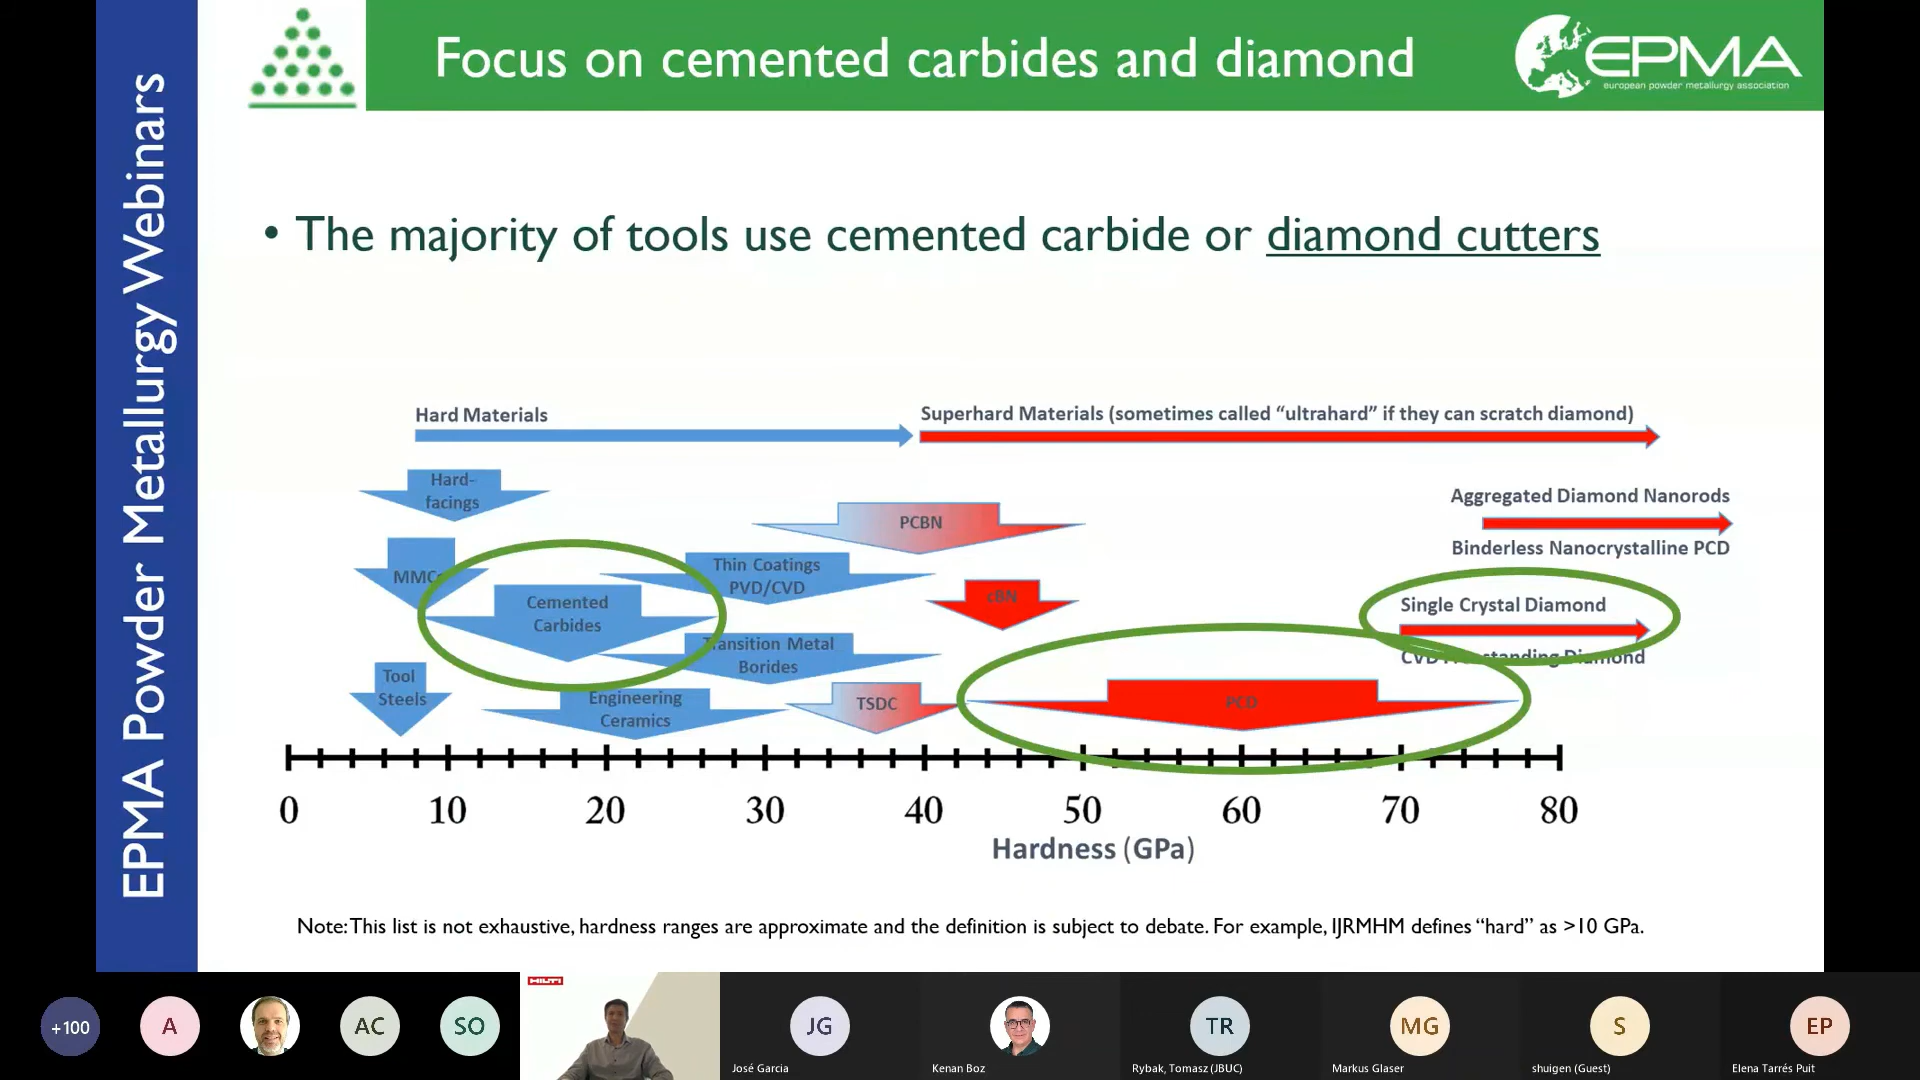 EPMA Powder Metallurgy Webinars
Focus on cemented carbides and diamond
EPMA
european powder metallurgy association
• The majority of tools use cemented carbide or diamond cutters
Hard Materials
Superhard Materials (sometimes called “ultrahard” if they can scratch diamond)
Hard-
facings
Aggregated Diamond Nanorods
PCBN
Binderless Nanocrystalline PCD
Thin Coatings
PVD/CVD
MMCs
cBN
Cemented
Carbides
Single Crystal Diamond
Transition Metal
Borides
CVD Freestanding Diamond
Tool
Steels
Engineering
Ceramics
TSDC
PCD
0 10 20 30 40 50 60 70 80
Hardness (GPa)
Note: This list is not exhaustive, hardness ranges are approximate and the definition is subject to debate. For example, IJRMHM defines “hard” as >10 GPa.
+100
A
AC
SO
HILTI
JG
José Garcia
Kenan Boz
TR
Rybak, Tomasz (JBUC)
MG
Markus Glaser
S
shuigen (Guest)
EP
Elena Tarrés Puit